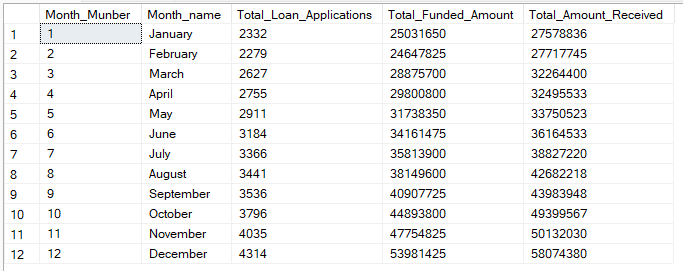 Month_Munber Month_name Total_Loan_Applications Total_Funded_Amount Total_Amount_Received
1 1 January 2332 25031650 27578836
2 2 February 2279 24647825 27717745
3 3 March 2627 28875700 32264400
4 4 April 2755 29800800 32495533
5 5 May 2911 31738350 33750523
6 6 June 3184 34161475 36164533
7 7 July 3366 35813900 38827220
8 8 August 3441 38149600 42682218
9 9 September 3536 40907725 43983948
10 10 October 3796 44893800 49399567
11 11 November 4035 47754825 50132030
12 12 December 4314 53981425 58074380